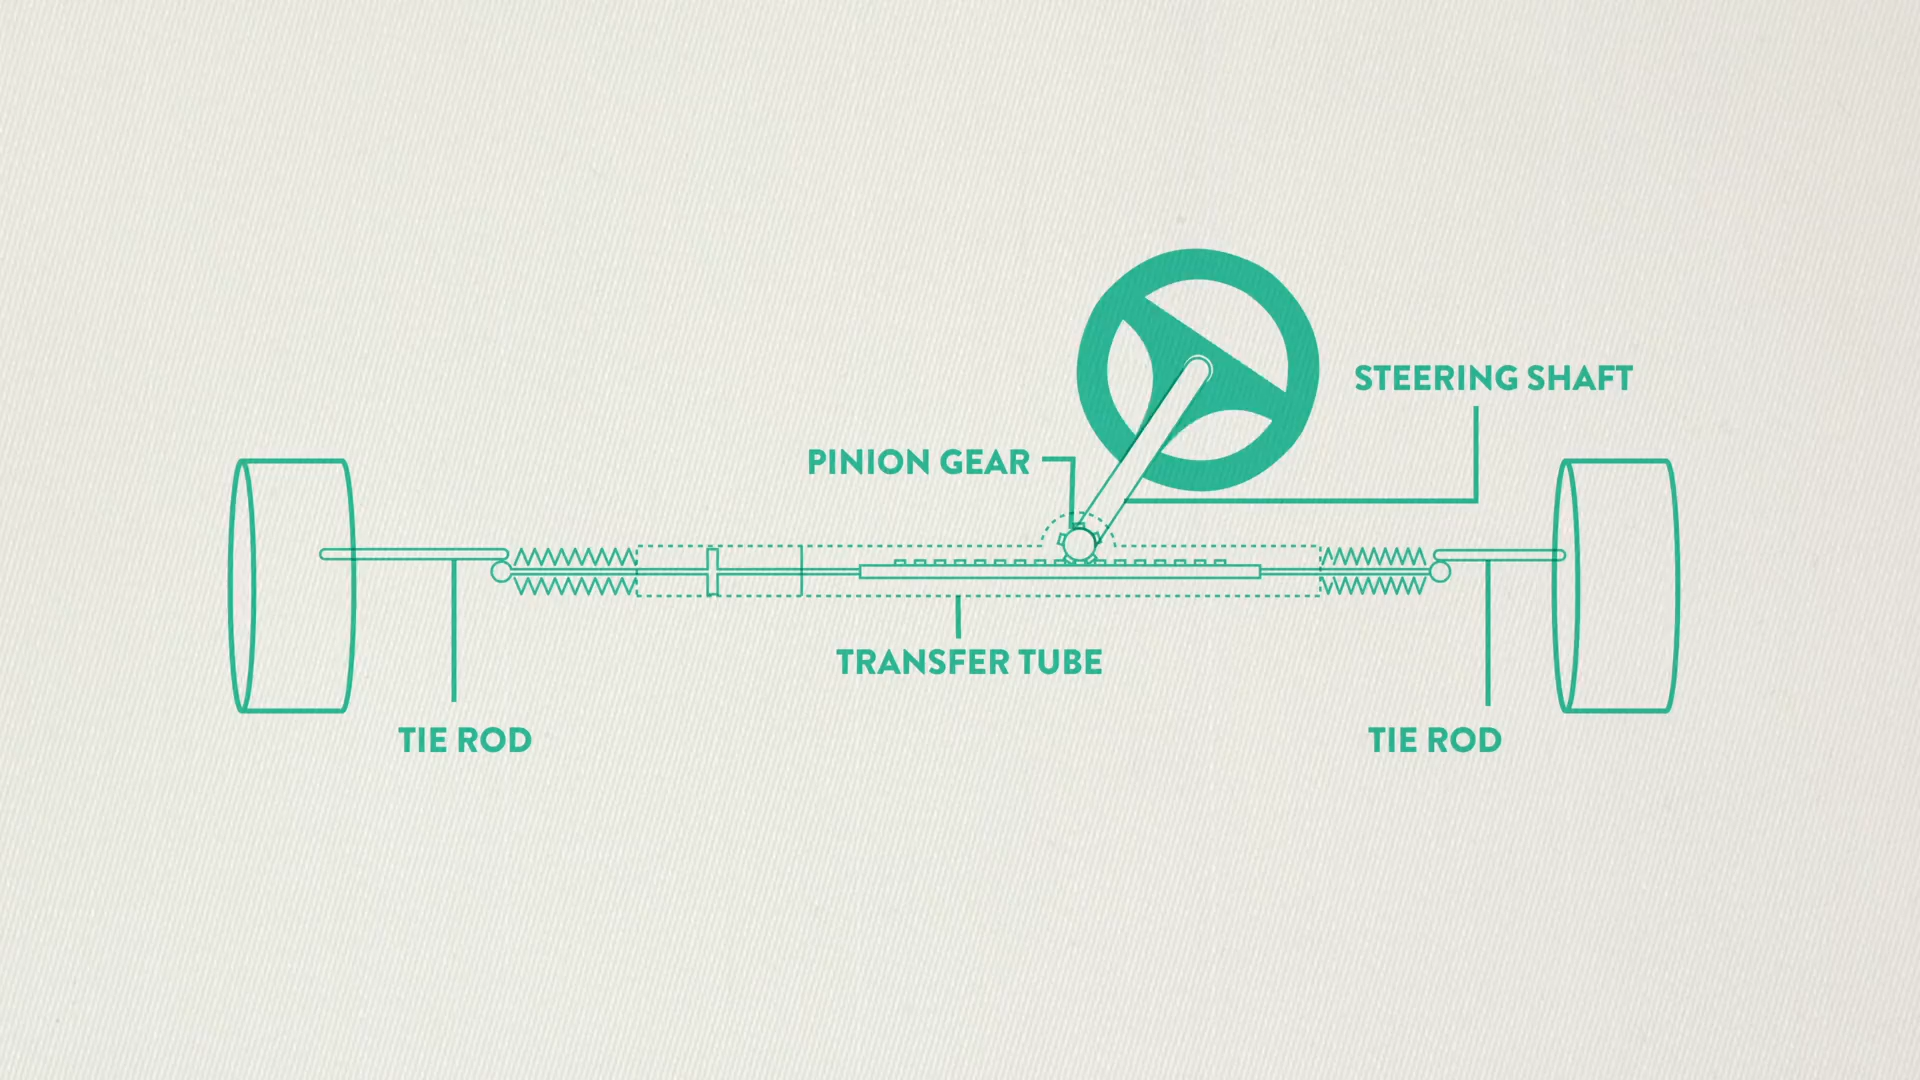 STEERING SHAFT
PINION GEAR
TRANSFER TUBE
TIE ROD
TIE ROD